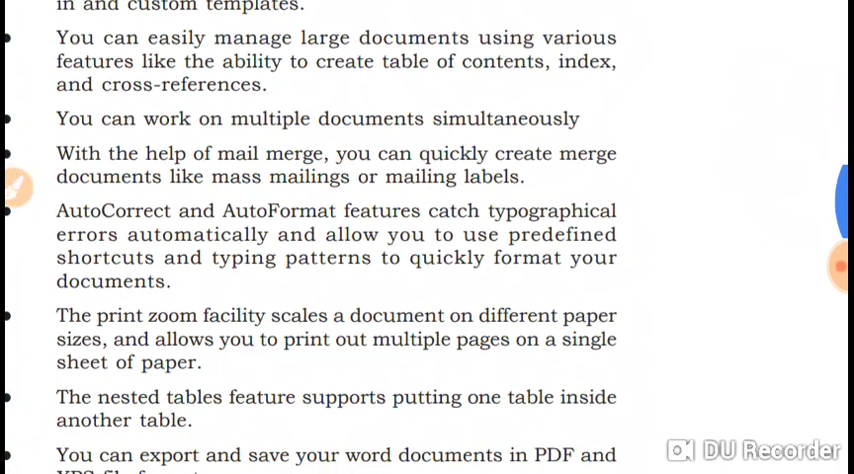 in and custom templates.
You can easily manage large documents using various
features like the ability to create table of contents, index,
and cross-references.
You can work on multiple documents simultaneously
With the help of mail merge, you can quickly create merge
documents like mass mailings or mailing labels.
AutoCorrect and AutoFormat features catch typographical
errors automatically and allow you to use predefined
shortcuts and typing patterns to quickly format your
documents.
The print zoom facility scales a document on different paper
sizes, and allows you to print out multiple pages on a single
sheet of paper.
The nested tables feature supports putting one table inside
another table.
You can export and save your word documents in PDF and
DU Recorder